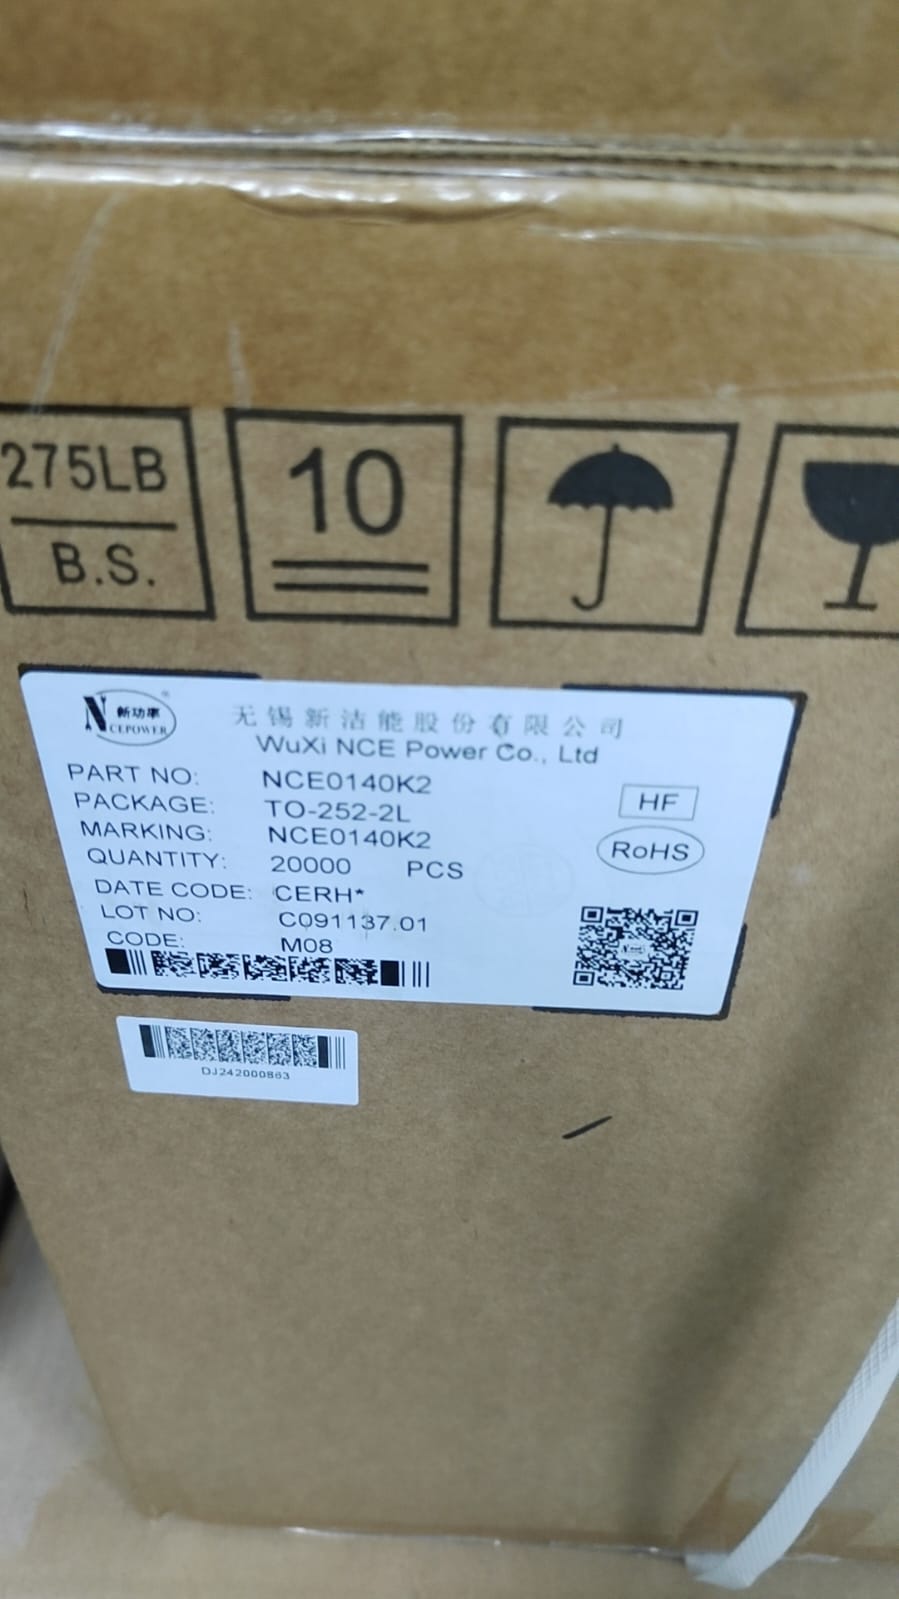 275LB
B.S.
10
新功率
NCEPOWER
®
无锡新洁能股份有限公司
WuXi NCE Power Co., Ltd
PART NO: NCE0140K2
PACKAGE: TO-252-2L
MARKING: NCE0140K2
QUANTITY: 20000 PCS
DATE CODE: CERH*
LOT NO: C091137.01
CODE: M08
HF
RoHS
DJ242000863